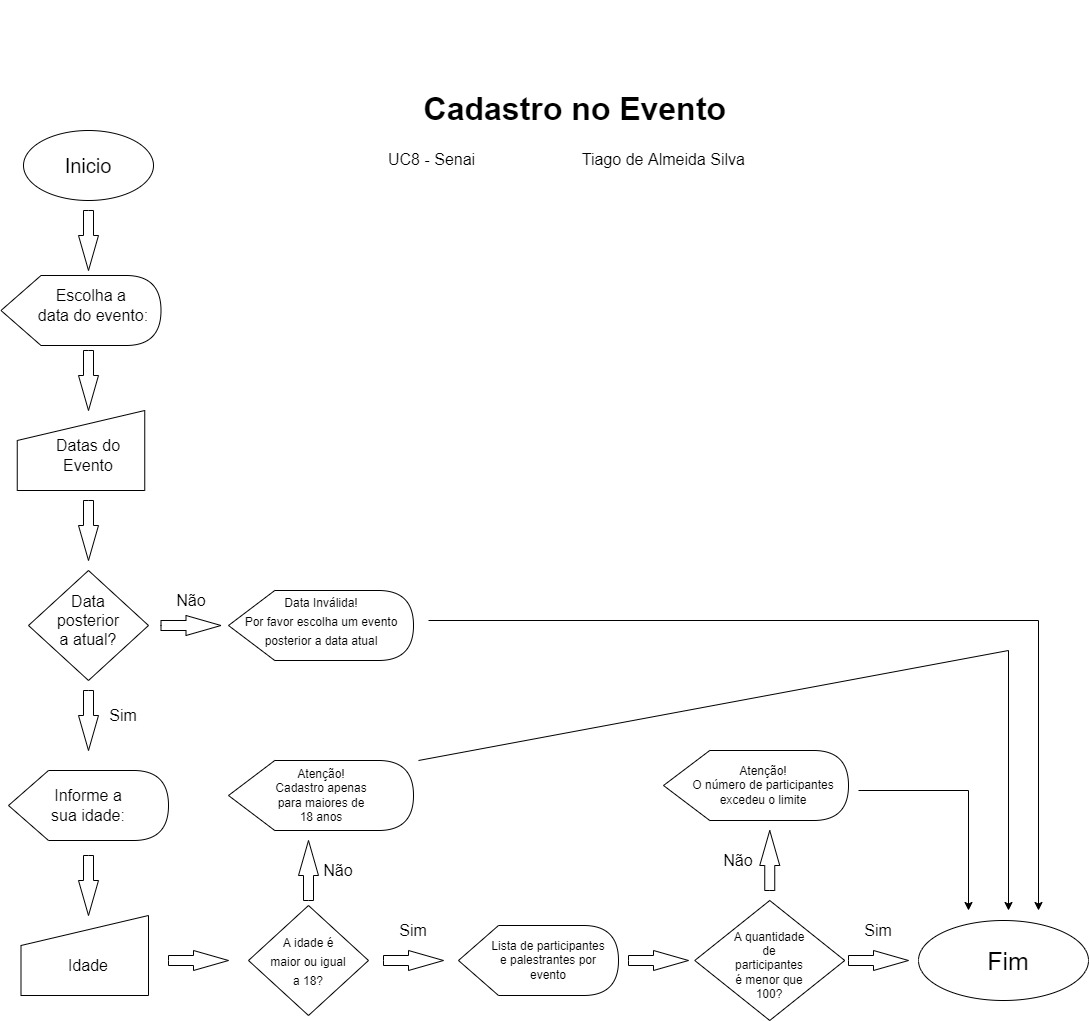 Cadastro no Evento
UC8 - Senai
Tiago de Almeida Silva
Inicio
Escolha a
data do evento:
Datas do
Evento
Data
posterior
a atual?
Não
Data Inválida!
Por favor escolha um evento
posterior a data atual
Sim
Informe a
sua idade:
Idade
A idade é
maior ou igual
a 18?
Não
Atenção!
Cadastro apenas
para maiores de
18 anos
Sim
Lista de participantes
e palestrantes por
evento
A quantidade
de
participantes
é menor que
100?
Não
Atenção!
O número de participantes
excedeu o limite
Sim
Fim